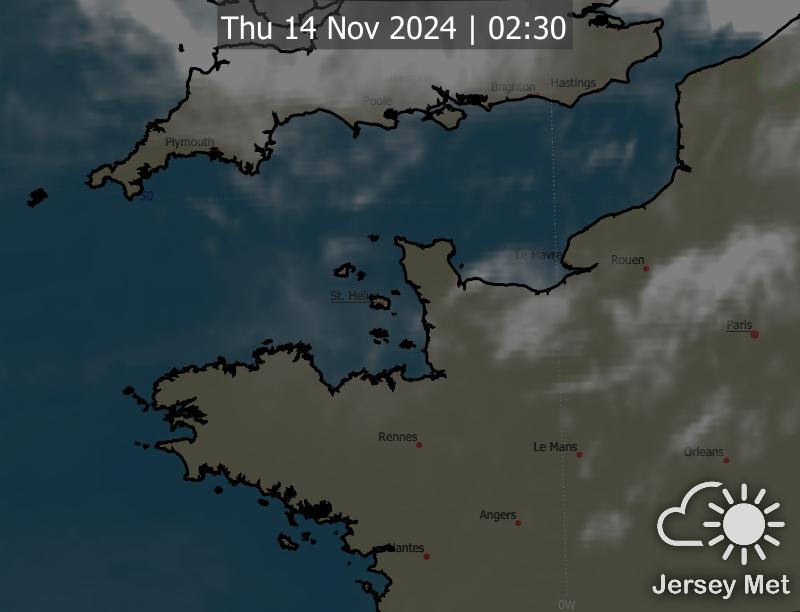 Thu 14 Nov 2024 | 02:30
Brighton
Hastings
Poole
Plymouth
50
Le Havre
Rouen
St. Helier
Paris
Rennes
Le Mans
Orleans
Angers
Nantes
Jersey Met
0W